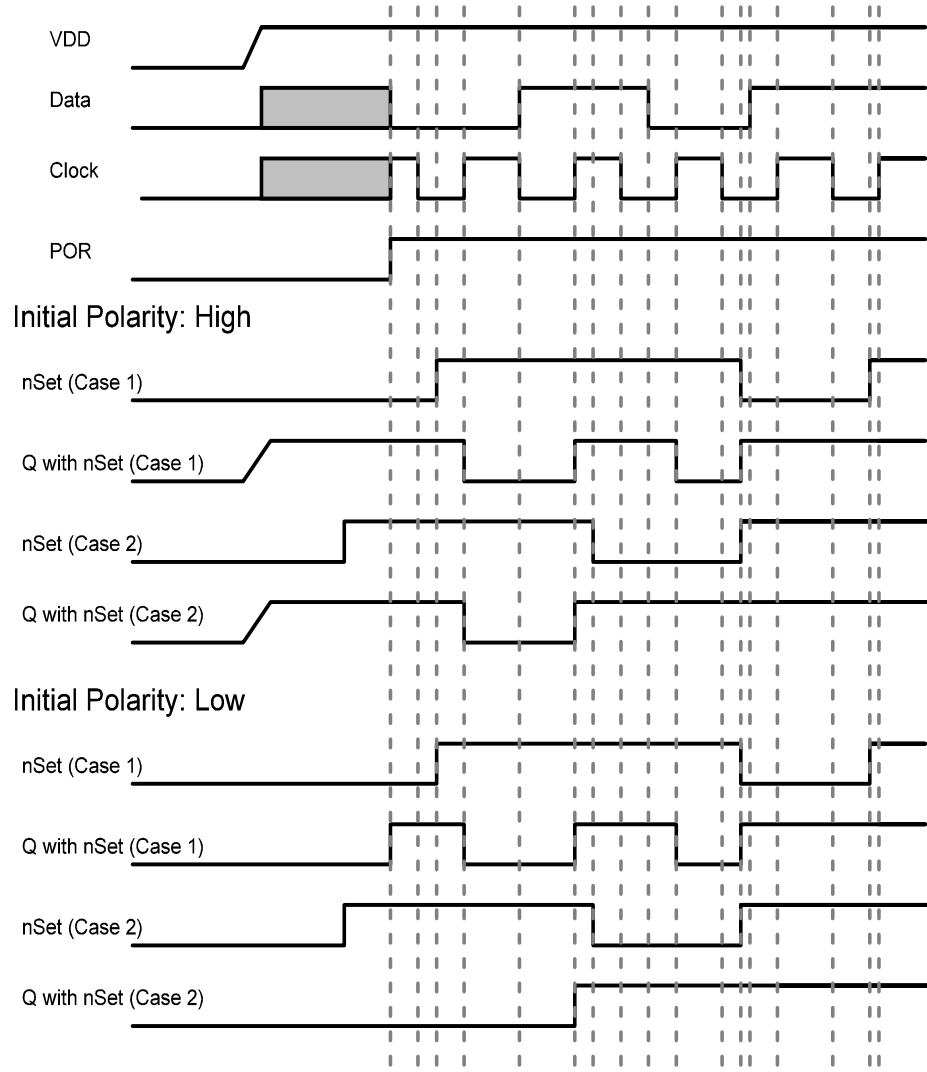 VDD
Data
Clock
POR
Initial Polarity: High
nSet (Case 1)
Q with nSet (Case 1)
nSet (Case 2)
Q with nSet (Case 2)
Initial Polarity: Low
nSet (Case 1)
Q with nSet (Case 1)
nSet (Case 2)
Q with nSet (Case 2)